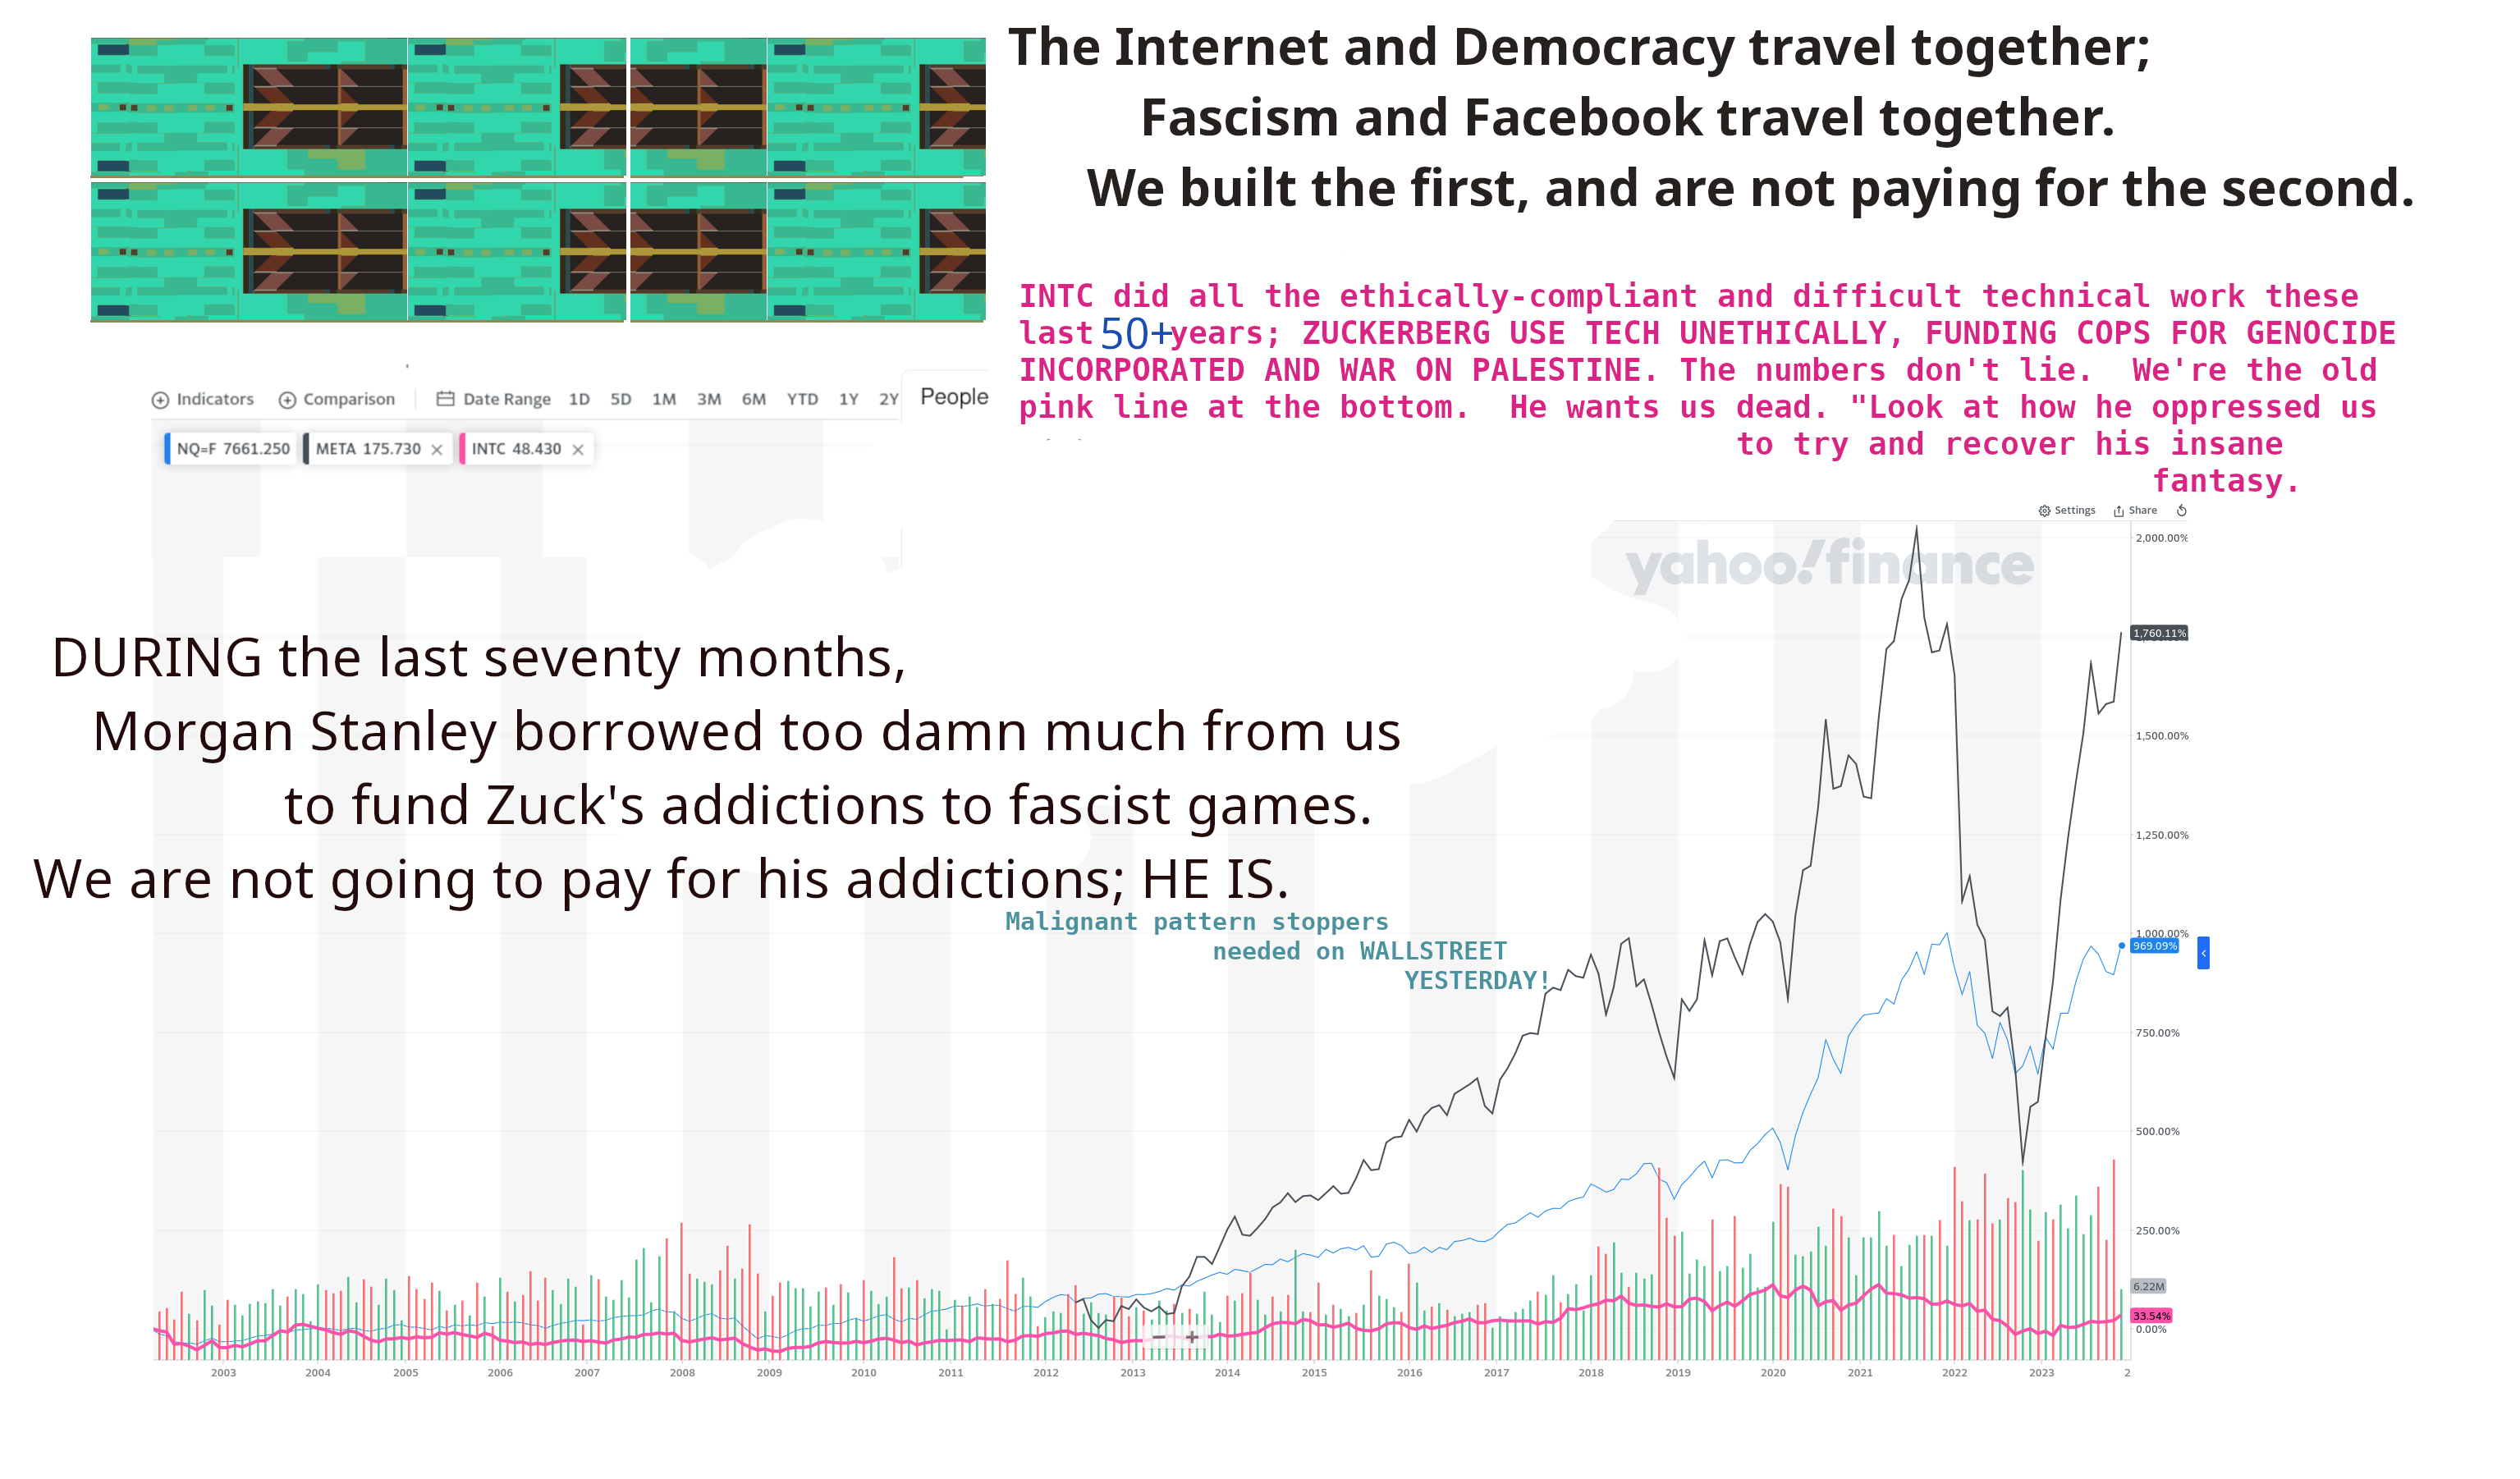 The Internet and Democracy travel together;
Fascism and Facebook travel together.
We built the first, and are not paying for the second.
INTC did all the ethically-compliant and difficult technical work these
last 50+ years; ZUCKERBERG USE TECH UNETHICALLY, FUNDING COPS FOR GENOCIDE
INCORPORATED AND WAR ON PALESTINE. The numbers don't lie. We're the old
pink line at the bottom. He wants us dead. "Look at how he oppressed us
to try and recover his insane
fantasy.
Indicators Comparison Date Range 1D 5D 1M 3M 6M YTD 1Y 2Y People
NQ=F 7661.250 META 175.730 INTC 48.430
Settings Share
yahoo!finance
DURING the last seventy months,
Morgan Stanley borrowed too damn much from us
to fund Zuck's addictions to fascist games.
We are not going to pay for his addictions; HE IS.
Malignant pattern stoppers
needed on WALLSTREET
YESTERDAY!
2,000.00%
1,760.11%
1,500.00%
1,250.00%
1,000.00%
969.09%
750.00%
500.00%
250.00%
6.22M
33.54%
0.00%
2003 2004 2005 2006 2007 2008 2009 2010 2011 2012 2013 2014 2015 2016 2017 2018 2019 2020 2021 2022 2023 2